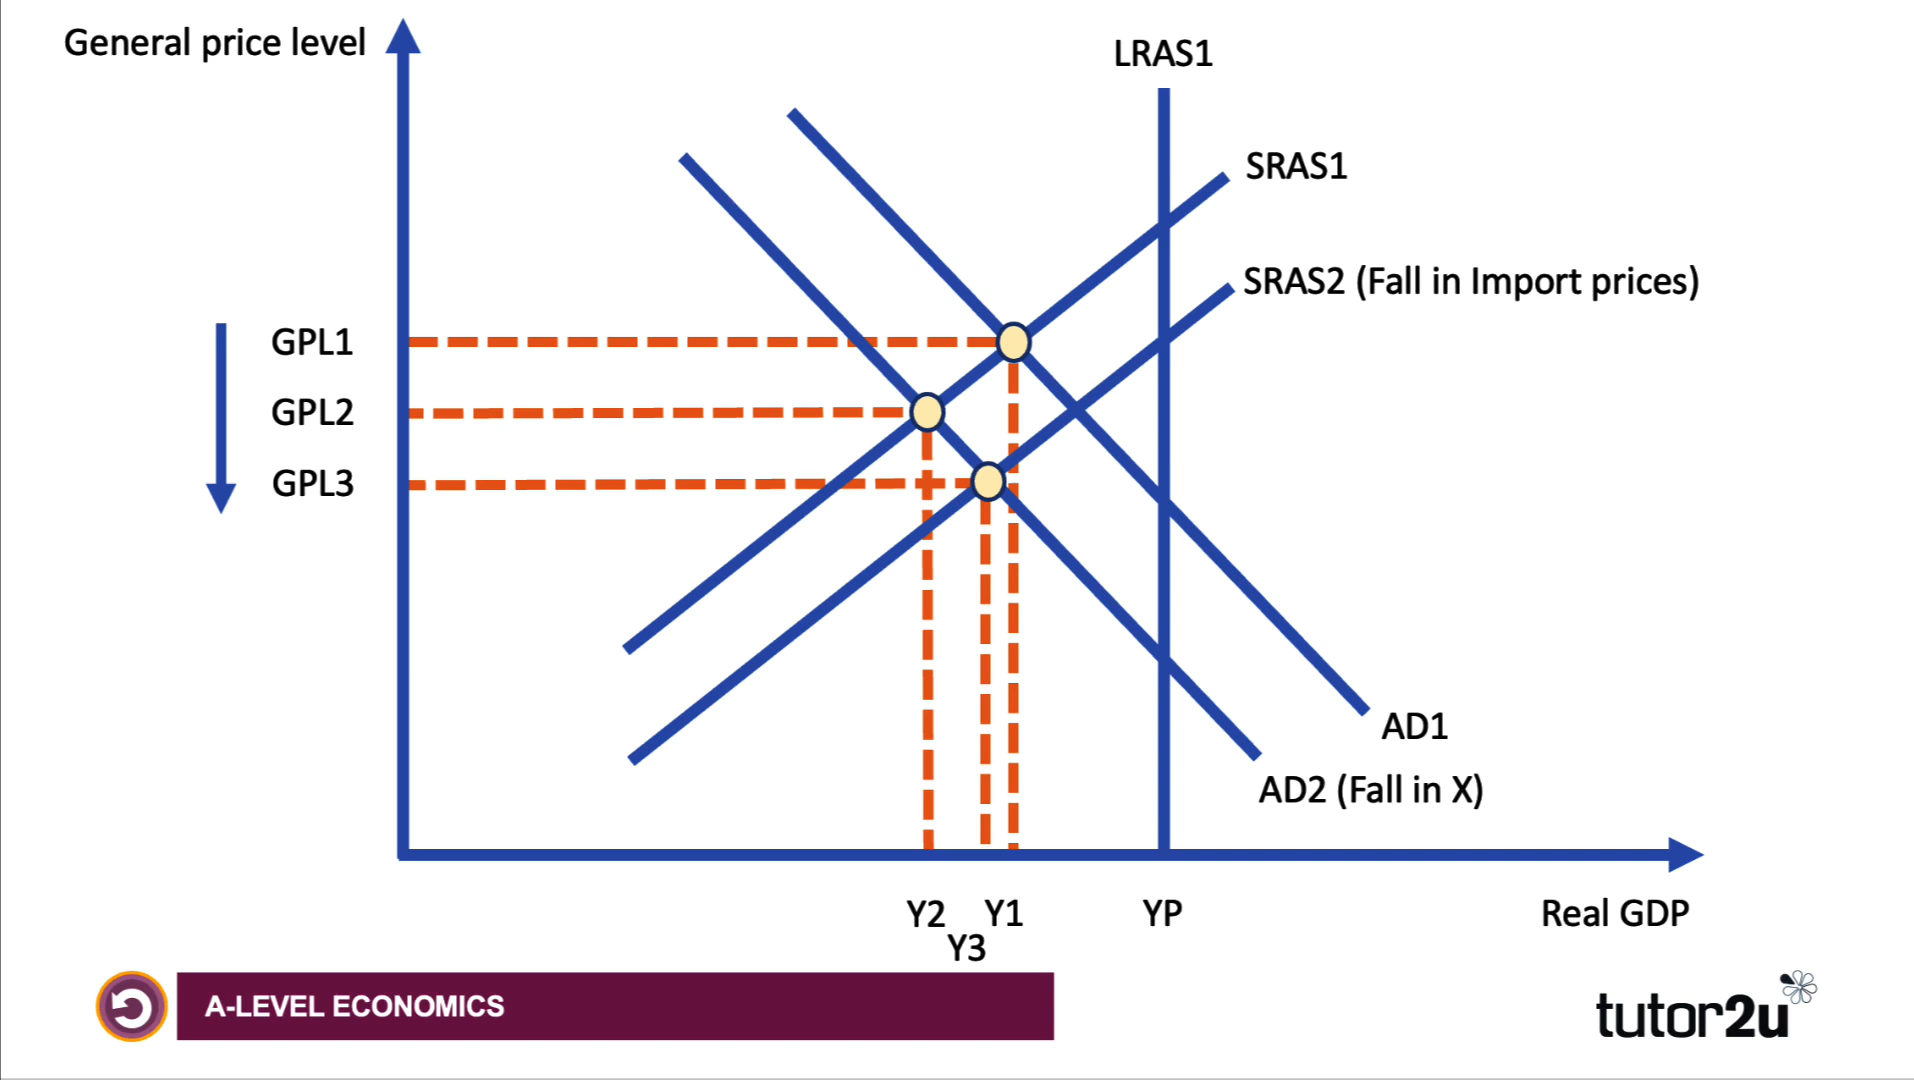 General price level
LRAS1
SRAS1
SRAS2 (Fall in Import prices)
GPL1
GPL2
GPL3
AD1
AD2 (Fall in X)
Y2
Y1
YP
Real GDP
Y3
A-LEVEL ECONOMICS
tutor2u